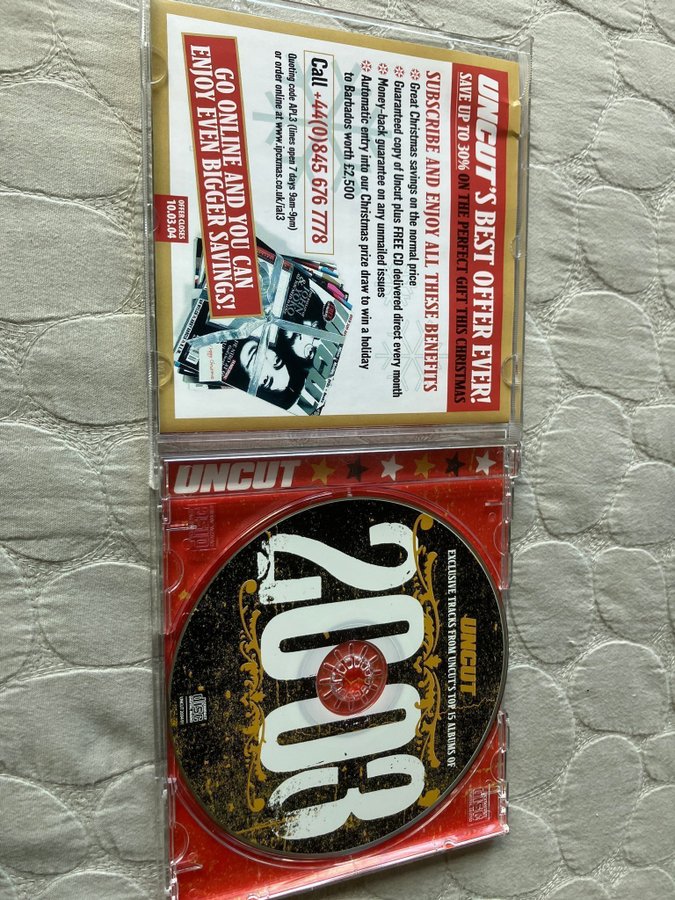 UNCUT'S BEST OFFER EVER!
SAVE UP TO 30% ON THE PERFECT GIFT THIS CHRISTMAS
SUBSCRIBE AND ENJOY ALL THESE BENEFITS
Great Christmas savings on the normal price
Guaranteed copy of Uncut plus FREE CD delivered direct every month
Money-back guarantee on any unmailed issues
Automatic entry into our Christmas prize draw to win a holiday
to Barbados worth £2,500
Call +44(0)845 676 7778
Quoting code APL3 (lines open 7 days 9am-9pm)
or order online at www.ipcxmas.co.uk/ial3
GO ONLINE AND YOU CAN
ENJOY EVEN BIGGER SAVINGS!
OFFER CLOSES
10.03.04
UNCUT
UNCUT
EXCLUSIVE TRACKS FROM UNCUT'S TOP 15 ALBUMS OF
2003